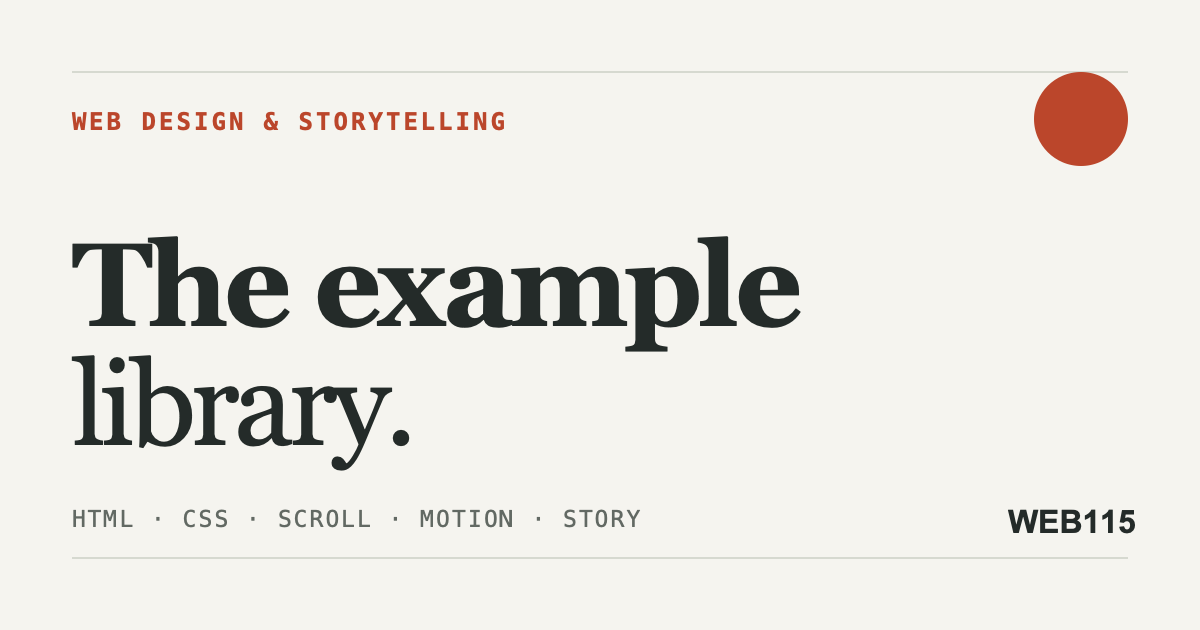 WEB DESIGN & STORYTELLING
The example
library.
HTML · CSS · SCROLL · MOTION · STORY
WEB115